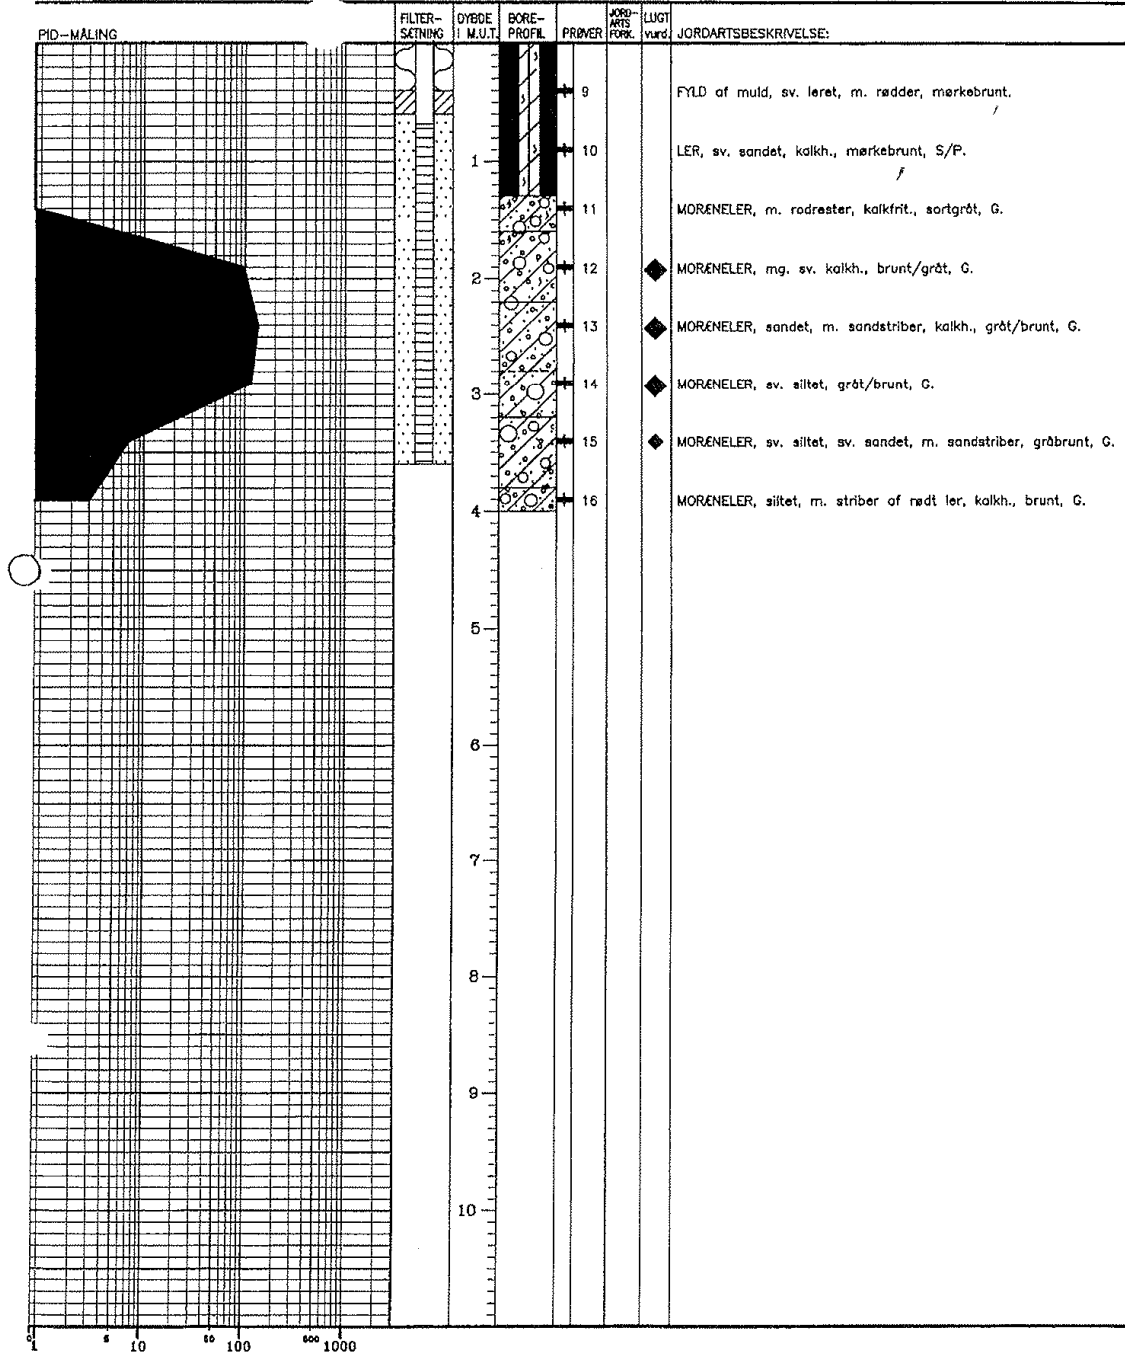 PID-MÅLING
FILTER-
SÆTNING
DYBDE
I M.U.T.
BORE-
PROFIL
PRØVER
JORD-
ARTS
FORK.
LUGT
vurd.
JORDARTSBESKRIVELSE:
9 FYLD af muld, sv. leret, m. rødder, mørkebrunt.
1
10 LER, sv. sandet, kalkh., mørkebrunt, S/P.
11 MORÆNELER, m. rodrester, kalkfrit., sortgråt, G.
2
12 MORÆNELER, mg. sv. kalkh., brunt/gråt, G.
13 MORÆNELER, sandet, m. sandstriber, kalkh., gråt/brunt, G.
3
14 MORÆNELER, sv. siltet, gråt/brunt, G.
15 MORÆNELER, sv. siltet, sv. sandet, m. sandstriber, gråbrunt, G.
4
16 MORÆNELER, siltet, m. striber af rødt ler, kalkh., brunt, G.
5
6
7
8
9
10
0 1 5 10 50 100 500 1000